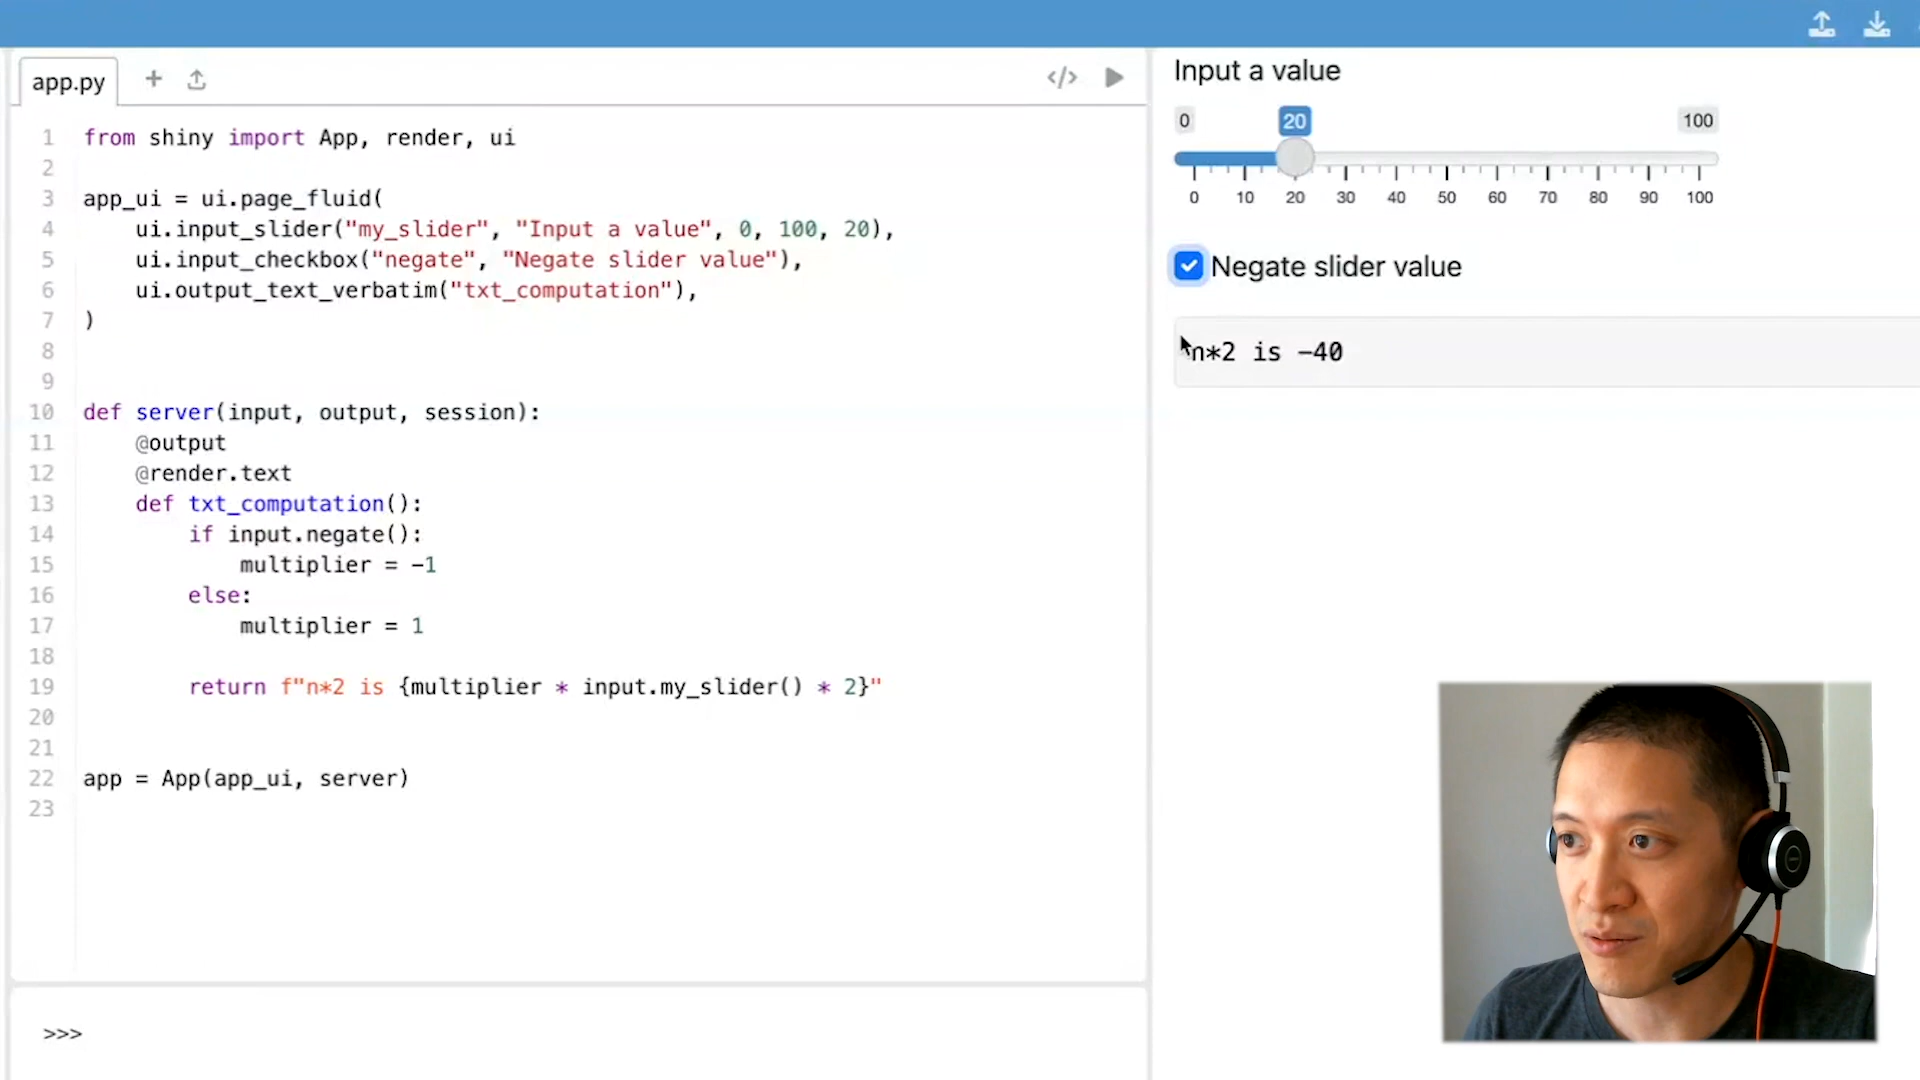 app.py
1 from shiny import App, render, ui
2
3 app_ui = ui.page_fluid(
4     ui.input_slider("my_slider", "Input a value", 0, 100, 20),
5     ui.input_checkbox("negate", "Negate slider value"),
6     ui.output_text_verbatim("txt_computation"),
7 )
8
9
10 def server(input, output, session):
11     @output
12     @render.text
13     def txt_computation():
14         if input.negate():
15             multiplier = -1
16         else:
17             multiplier = 1
18
19         return f"n*2 is {multiplier * input.my_slider() * 2}"
20
21
22 app = App(app_ui, server)
23
>>>
Input a value
0 20 100
0 10 20 30 40 50 60 70 80 90 100
Negate slider value
n*2 is -40